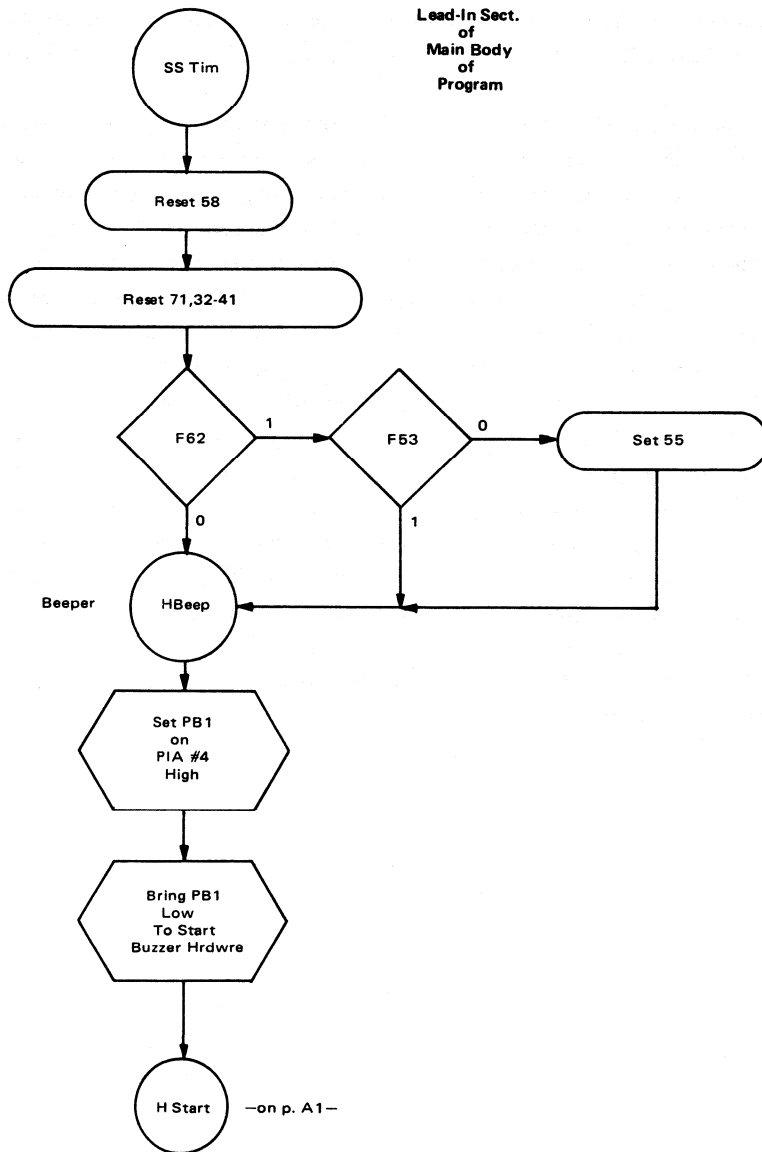 Lead-In Sect.
of
Main Body
of
Program
SS Tim
Reset 58
Reset 71,32-41
F62
1
F53
0
Set 55
0
1
Beeper
HBeep
Set PB1
on
PIA #4
High
Bring PB1
Low
To Start
Buzzer Hrdwre
H Start
—on p. A1—